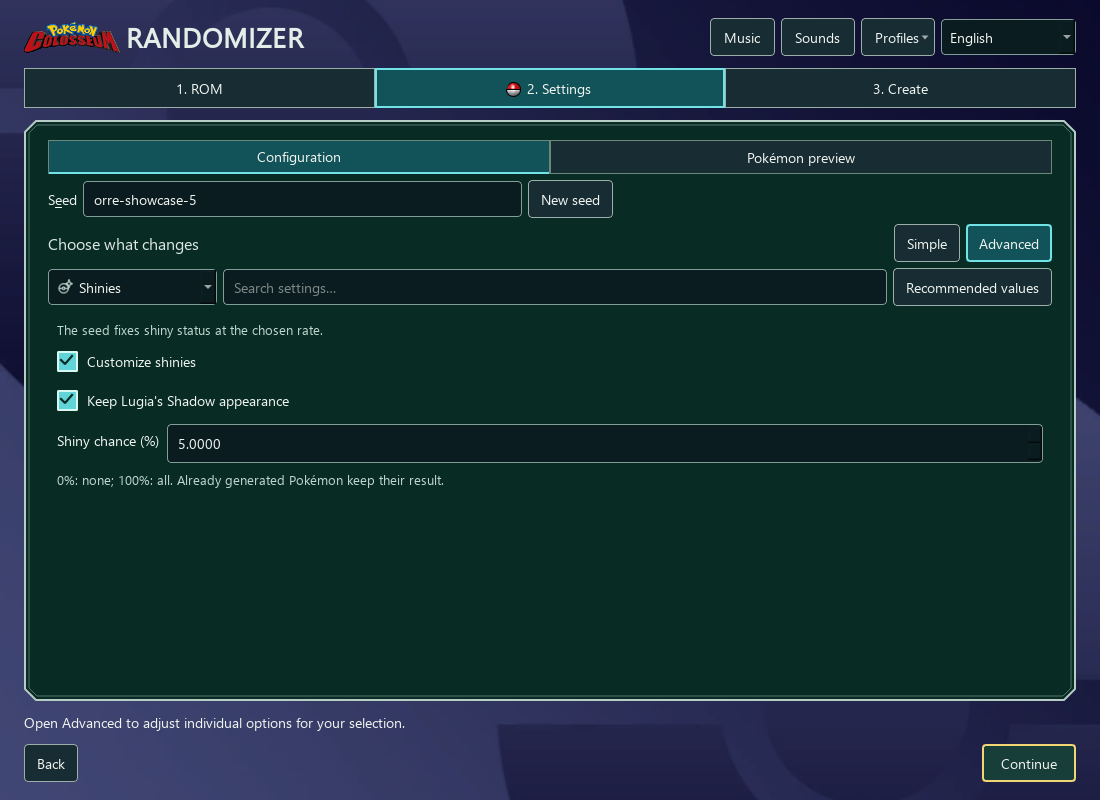 Pokémon
COLOSSEUM
RANDOMIZER
Music
Sounds
Profiles
English
1. ROM
2. Settings
3. Create
Configuration
Pokémon preview
Seed
orre-showcase-5
New seed
Choose what changes
Simple
Advanced
Shinies
Search settings...
Recommended values
The seed fixes shiny status at the chosen rate.
Customize shinies
Keep Lugia's Shadow appearance
Shiny chance (%)
5.0000
0%: none; 100%: all. Already generated Pokémon keep their result.
Open Advanced to adjust individual options for your selection.
Back
Continue